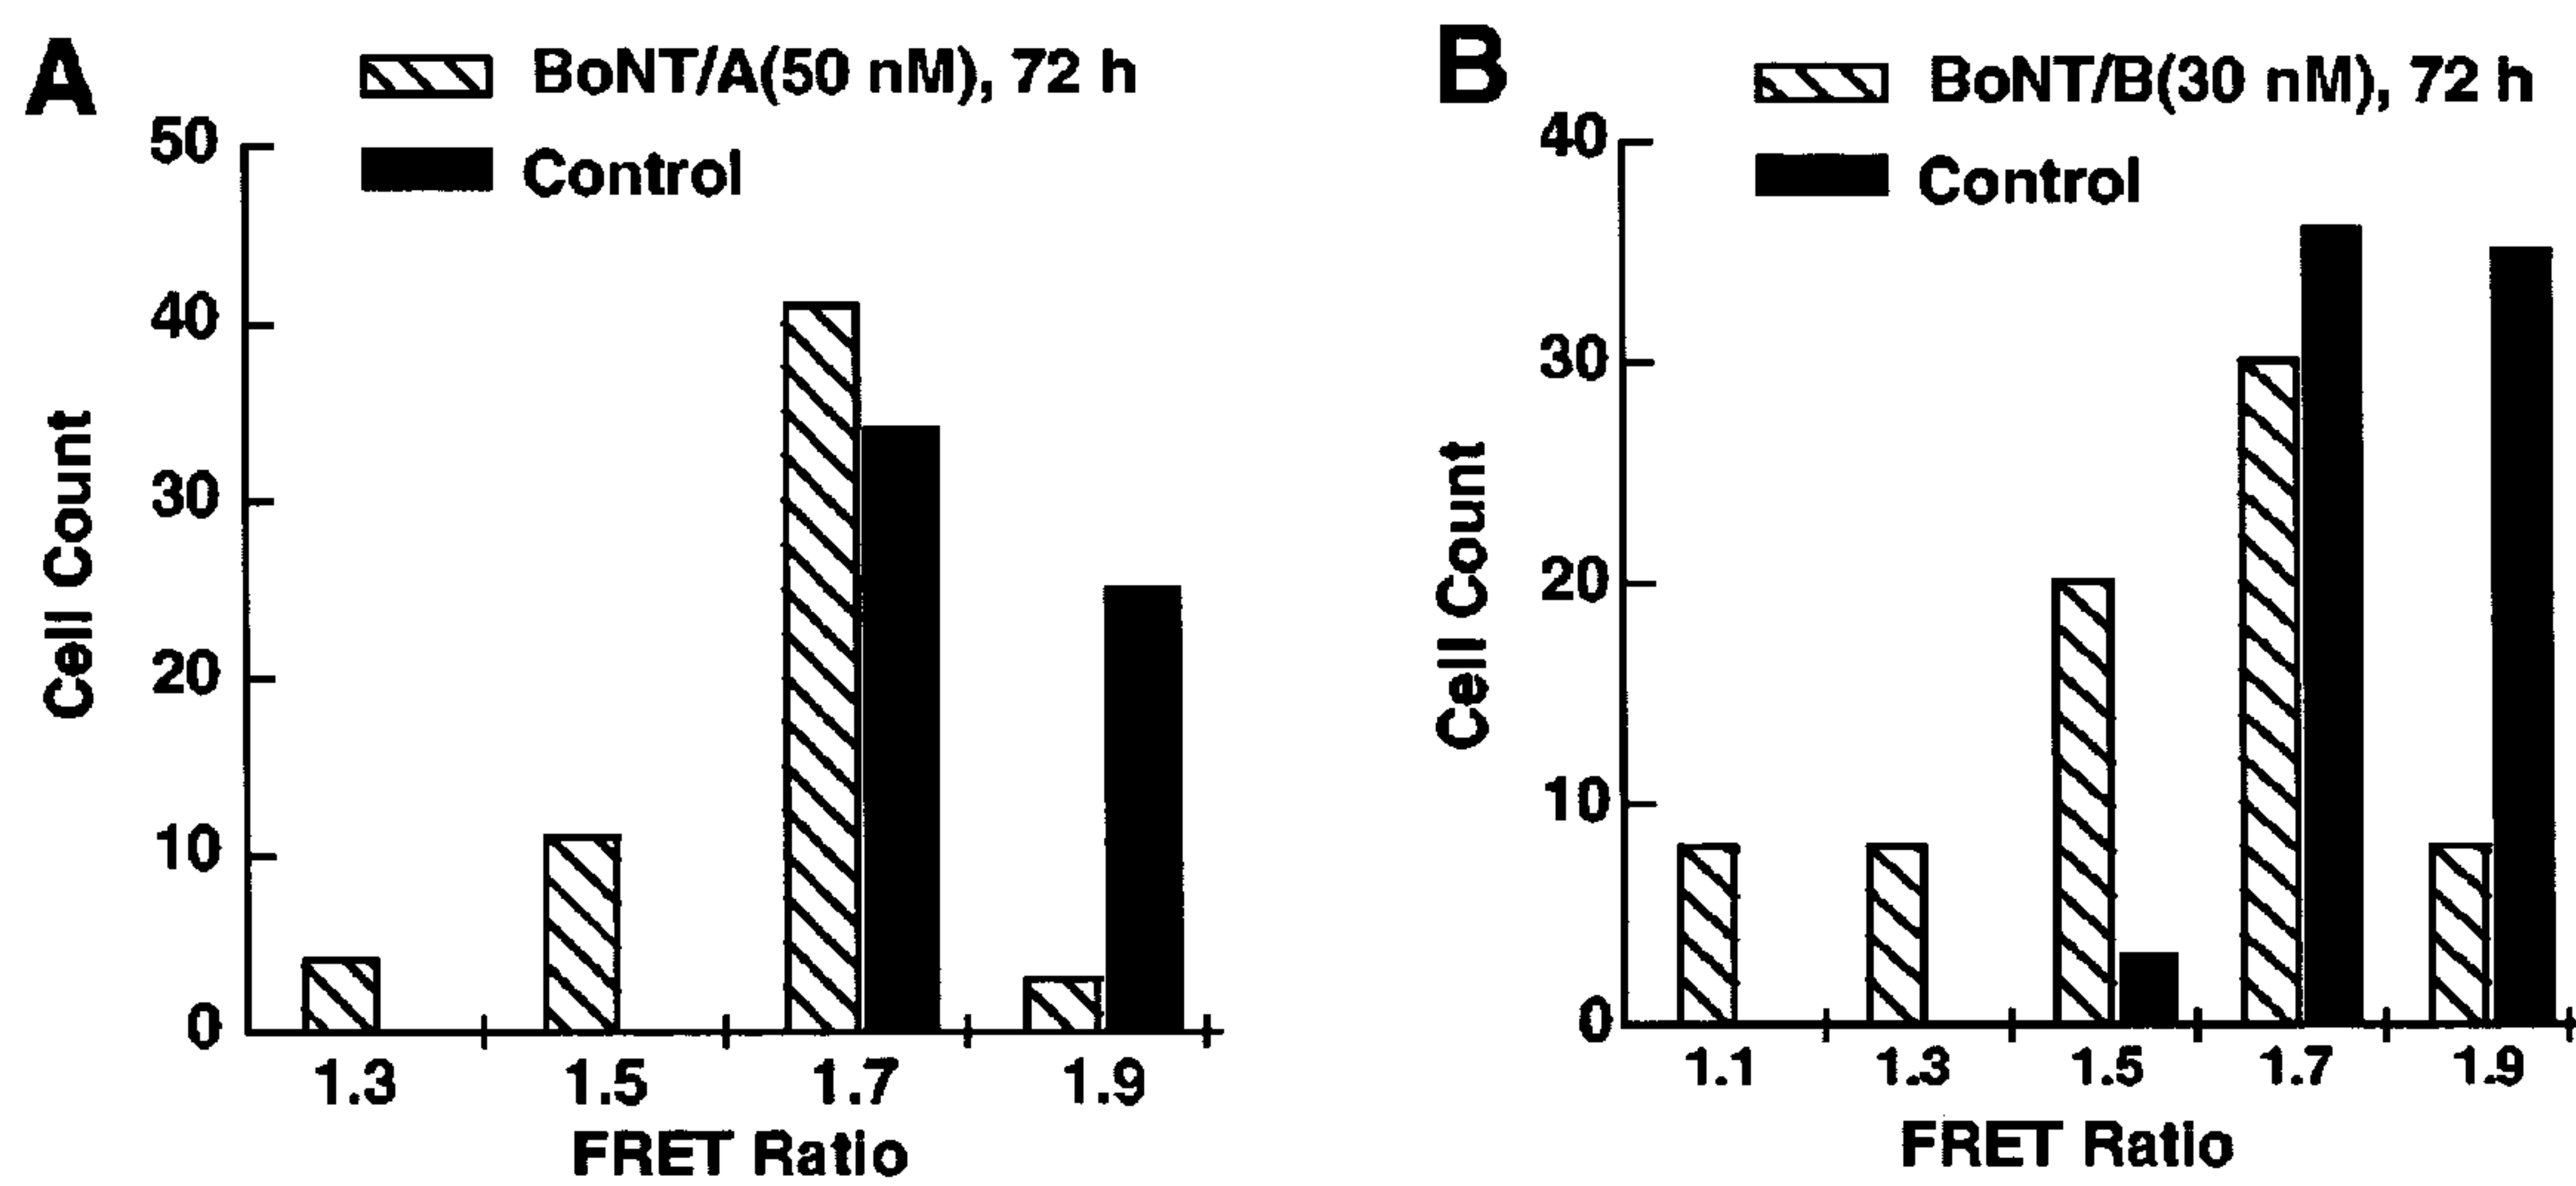 A
BoNT/A(50 nM), 72 h
Control
50
40
30
20
10
0
Cell Count
1.3 1.5 1.7 1.9
FRET Ratio
B
BoNT/B(30 nM), 72 h
Control
40
30
20
10
0
Cell Count
1.1 1.3 1.5 1.7 1.9
FRET Ratio